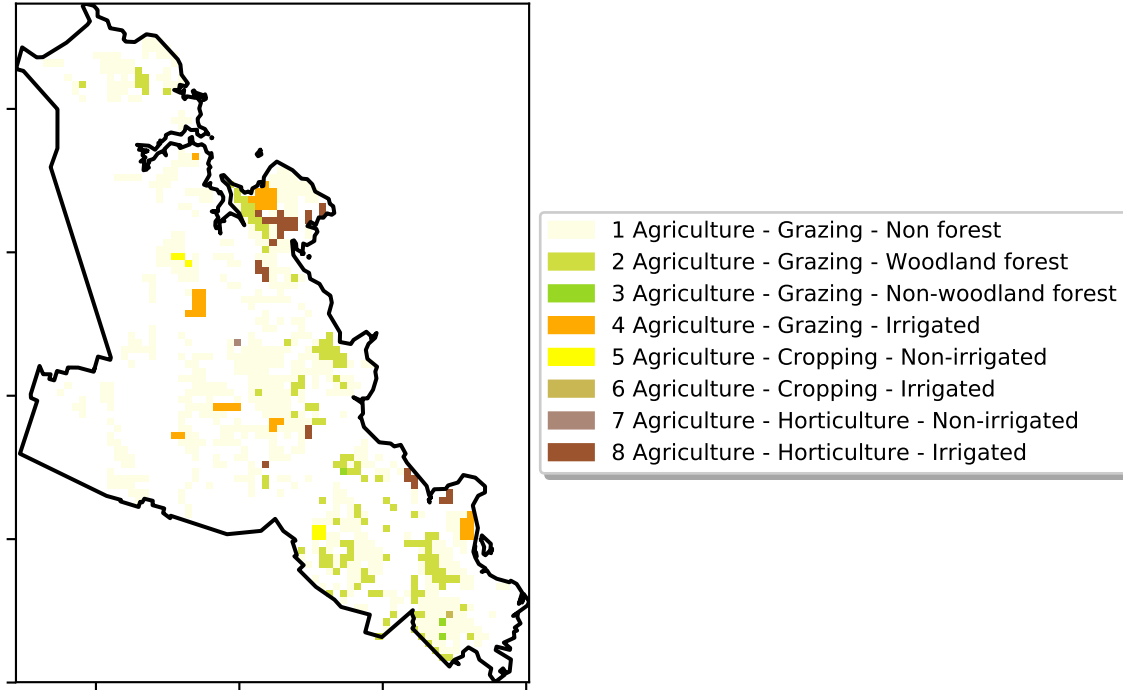 1 Agriculture - Grazing - Non forest
2 Agriculture - Grazing - Woodland forest
3 Agriculture - Grazing - Non-woodland forest
4 Agriculture - Grazing - Irrigated
5 Agriculture - Cropping - Non-irrigated
6 Agriculture - Cropping - Irrigated
7 Agriculture - Horticulture - Non-irrigated
8 Agriculture - Horticulture - Irrigated